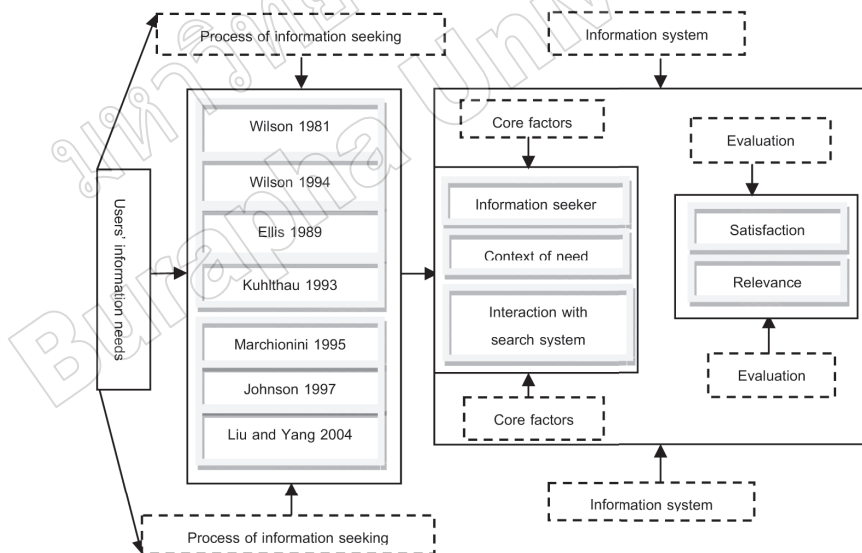 Process of information seeking
Information system
Users' information needs
Wilson 1981
Wilson 1994
Ellis 1989
Kuhlthau 1993
Marchionini 1995
Johnson 1997
Liu and Yang 2004
Core factors
Information seeker
Context of need
Interaction with
search system
Core factors
Evaluation
Satisfaction
Relevance
Evaluation
Process of information seeking
Information system
Burapha Univ